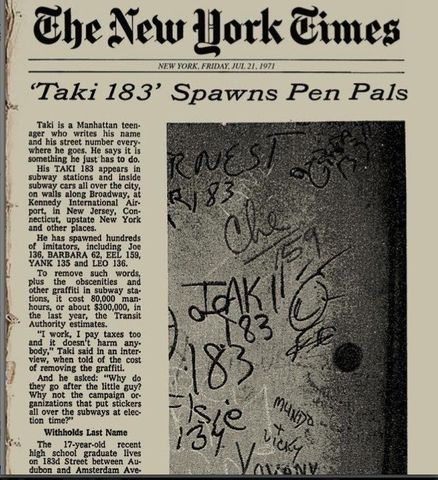 The New York Times
NEW YORK, FRIDAY, JUL 21, 1971
‘Taki 183’ Spawns Pen Pals
Taki is a Manhattan teen-
ager who writes his name
and his street number every-
where he goes. He says it is
something he just has to do.
His TAKI 183 appears in
subway stations and inside
subway cars all over the city,
on walls along Broadway, at
Kennedy International Air-
port, in New Jersey, Con-
necticut, upstate New York
and other places.
He has spawned hundreds
of imitators, including Joe
136, BARBARA 62, EEL 159,
YANK 135 and LEO 136.
To remove such words,
plus the obscenities and
other graffiti in subway sta-
tions, it cost 80,000 man-
hours, or about $300,000, in
the last year, the Transit
Authority estimates.
“I work, I pay taxes too
and it doesn’t harm any-
body,” Taki said in an inter-
view, when told of the cost
of removing the graffiti.
And he asked: “Why do
they go after the little guy?
Why not the campaign or-
ganizations that put stickers
all over the subways at elec-
tion time?”
Withholds Last Name
The 17-year-old recent
high school graduate lives
on 183d Street between Au-
dubon and Amsterdam Ave-
RNEST
183
Che
159
TAKI
183
183
Elsie
134
+
Vicky